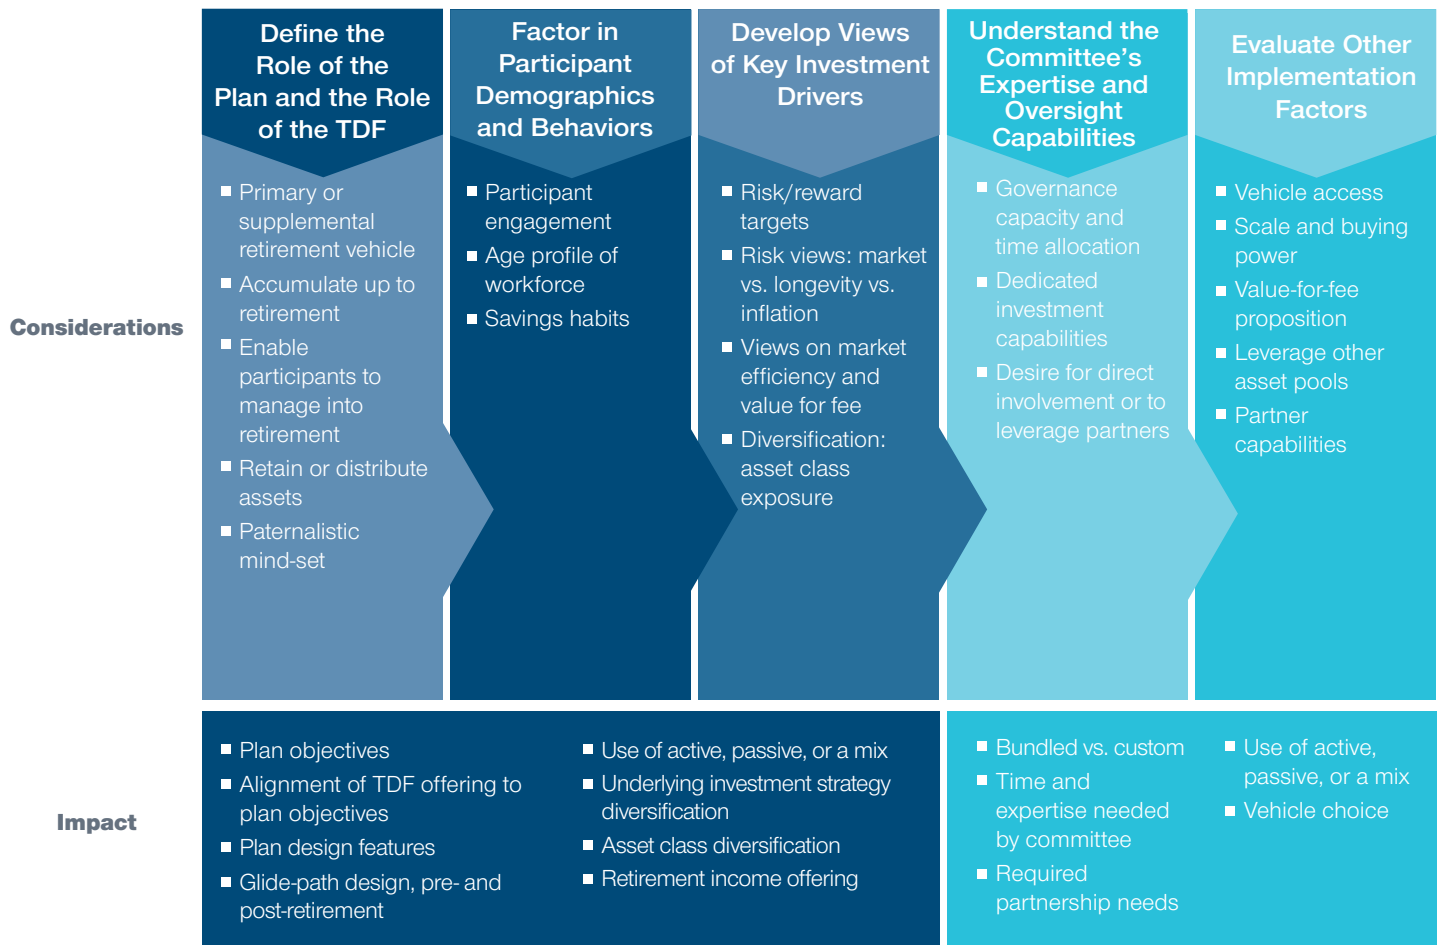 Define the
Role of the
Plan and the Role
of the TDF
Factor in
Participant
Demographics
and Behaviors
Develop Views
of Key Investment
Drivers
Understand the
Committee's
Expertise and
Oversight
Capabilities
Evaluate Other
Implementation
Factors
Considerations
Primary or
supplemental
retirement vehicle
Accumulate up to
retirement
Enable
participants to
manage into
retirement
Retain or distribute
assets
Paternalistic
mind-set
Participant
engagement
Age profile of
workforce
Savings habits
Risk/reward
targets
Risk views: market
vs. longevity vs.
inflation
Views on market
efficiency and
value for fee
Diversification:
asset class
exposure
Governance
capacity and
time allocation
Dedicated
investment
capabilities
Desire for direct
involvement or to
leverage partners
Vehicle access
Scale and buying
power
Value-for-fee
proposition
Leverage other
asset pools
Partner
capabilities
Impact
Plan objectives
Alignment of TDF offering to
plan objectives
Plan design features
Glide-path design, pre- and
post-retirement
Use of active, passive, or a mix
Underlying investment strategy
diversification
Asset class diversification
Retirement income offering
Bundled vs. custom
Time and
expertise needed
by committee
Required
partnership needs
Use of active,
passive, or a mix
Vehicle choice